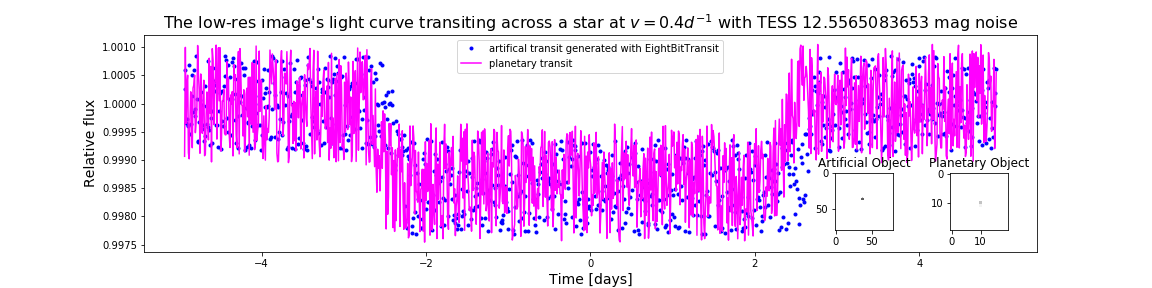 The low-res image's light curve transiting across a star at v = 0.4d⁻¹ with TESS 12.5565083653 mag noise
artifical transit generated with EightBitTransit
planetary transit
Relative flux
1.0010
1.0005
1.0000
0.9995
0.9990
0.9985
0.9980
0.9975
Artificial Object
0
50
0 50
Planetary Object
0
10
0 10
−4 −2 0 2 4
Time [days]